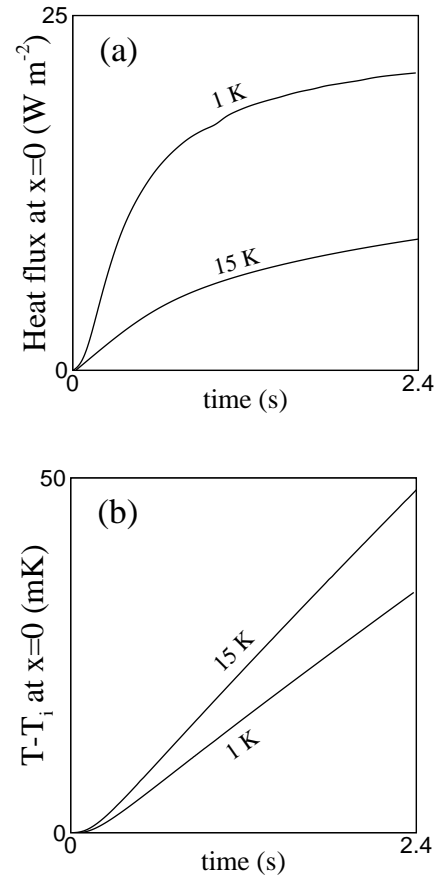 25
(a)
1 K
15 K
Heat flux at x=0 (W m-2)
0
0
2.4
time (s)
50
(b)
15 K
1 K
T-Ti at x=0 (mK)
0
0
2.4
time (s)